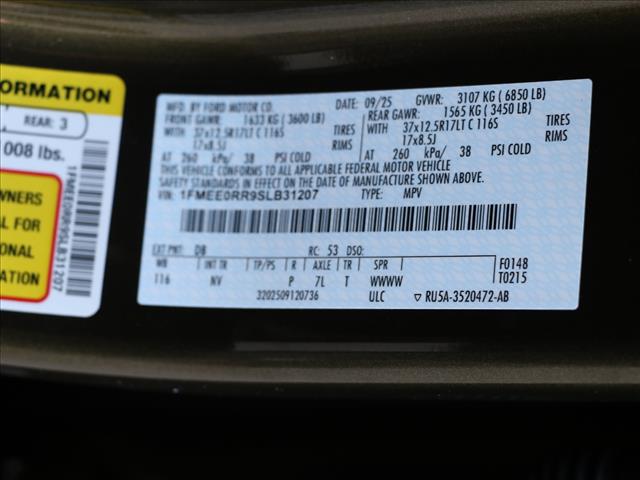 ORMATION
REAR: 3
008 lbs.
WNERS
AL FOR
ONAL
ATION
1FMEE0RR9SLB31207
MFD. BY FORD MOTOR CO.
DATE: 09/25 GVWR: 3107 KG (6850 LB)
FRONT GAWR: 1633 KG (3600 LB)
REAR GAWR: 1565 KG (3450 LB)
WITH 37x12.5R17LT C 116S TIRES
WITH 37x12.5R17LT C 116S TIRES
17x8.5J RIMS
17x8.5J RIMS
AT 260 kPa/ 38 PSI COLD
AT 260 kPa/ 38 PSI COLD
THIS VEHICLE CONFORMS TO ALL APPLICABLE FEDERAL MOTOR VEHICLE
SAFETY STANDARDS IN EFFECT ON THE DATE OF MANUFACTURE SHOWN ABOVE.
VIN: 1FMEE0RR9SLB31207
TYPE: MPV
EXT PNT: DB RC: 53 DSO:
WB INT TR TP/PS R AXLE TR SPR
116 NV P 7L T WWWW
F0148
T0215
3202509120736
ULC ▽ RU5A-3520472-AB